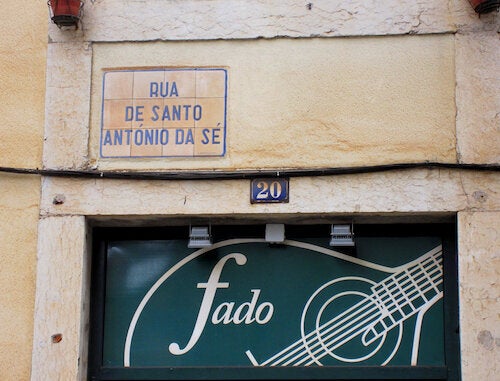 RUA
DE SANTO
ANTÓNIO DA SÉ
20
fado